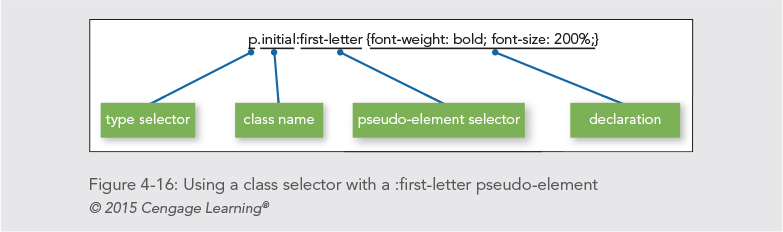 p.initial:first-letter {font-weight: bold; font-size: 200%;}
type selector class name pseudo-element selector declaration
Figure 4-16: Using a class selector with a :first-letter pseudo-element
© 2015 Cengage Learning®